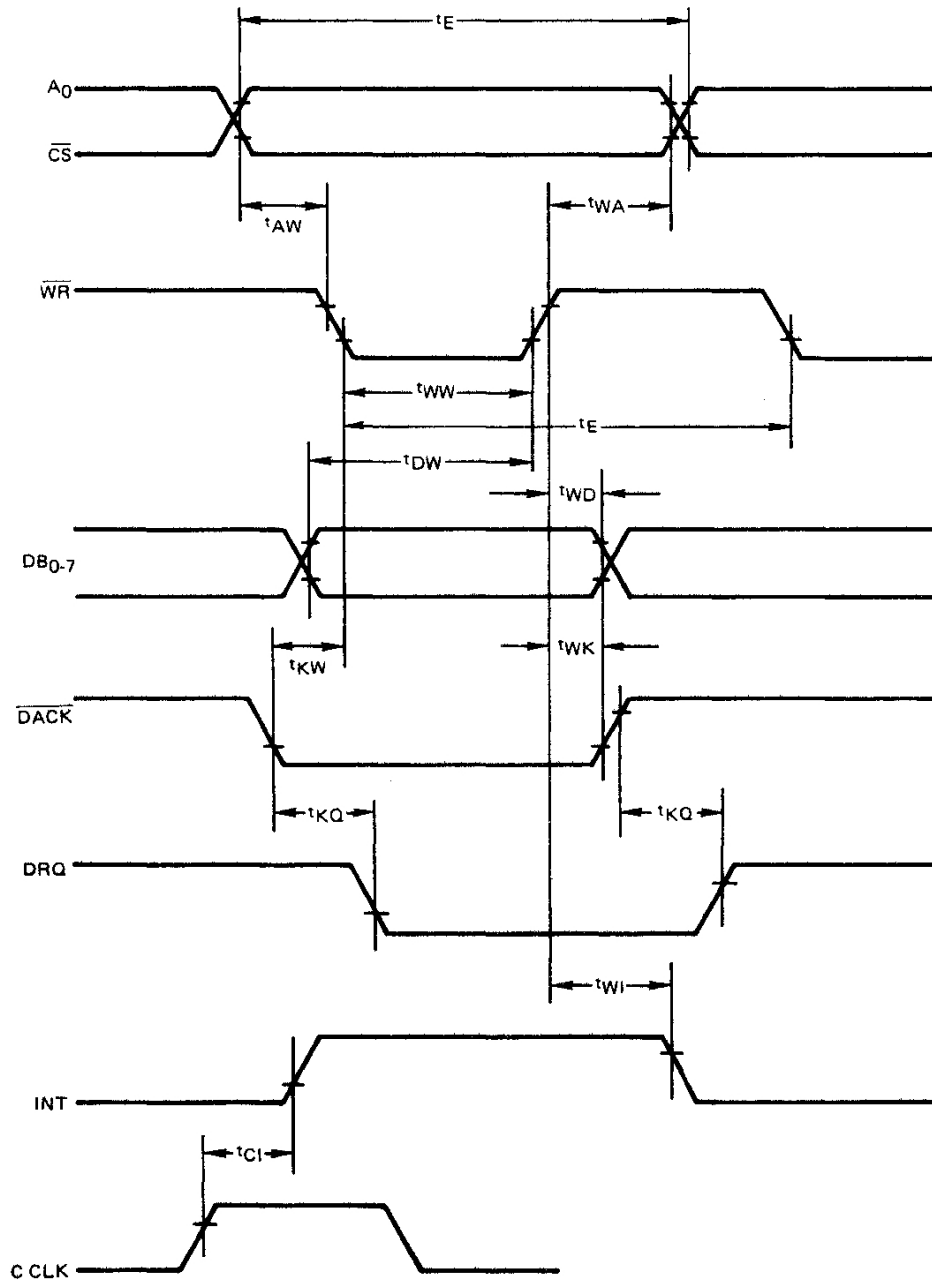 tE
A0
CS
tAW
tWA
WR
tWW
tE
tDW
tWD
DB0-7
tKW
tWK
DACK
tKQ
tKQ
DRQ
tWI
INT
tCI
C CLK